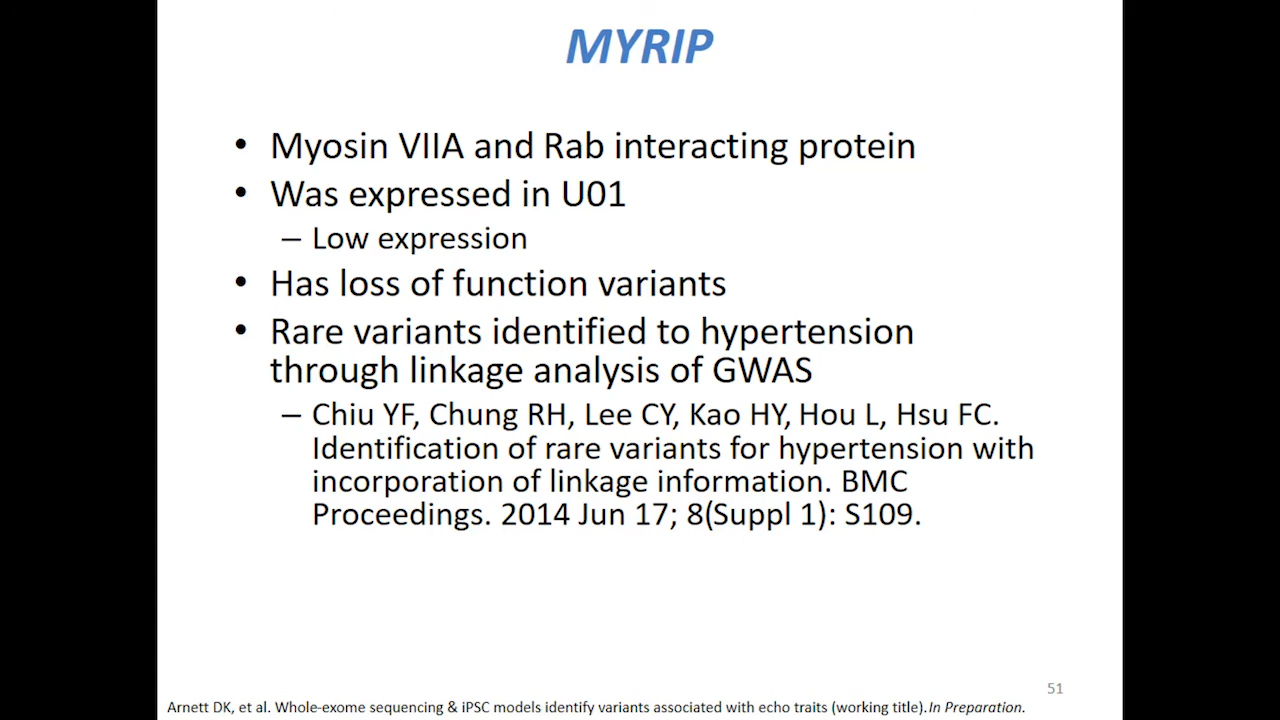 MYRIP
• Myosin VIIA and Rab interacting protein
• Was expressed in U01
– Low expression
• Has loss of function variants
• Rare variants identified to hypertension
through linkage analysis of GWAS
– Chiu YF, Chung RH, Lee CY, Kao HY, Hou L, Hsu FC.
Identification of rare variants for hypertension with
incorporation of linkage information. BMC
Proceedings. 2014 Jun 17; 8(Suppl 1): S109.
51
Arnett DK, et al. Whole-exome sequencing & iPSC models identify variants associated with echo traits (working title). In Preparation.